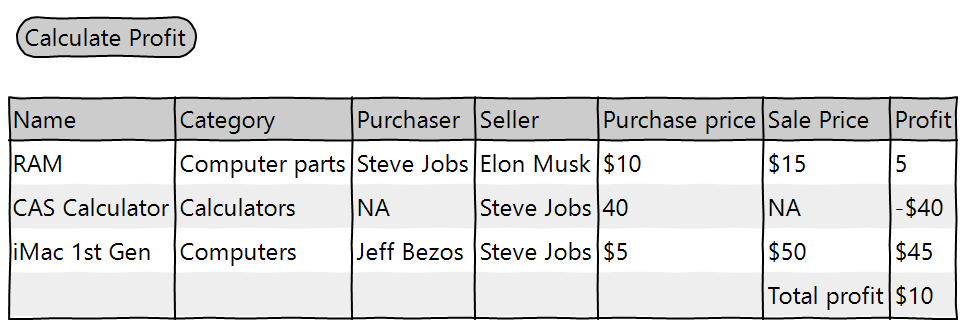 Calculate Profit
Name Category Purchaser Seller Purchase price Sale Price Profit
RAM Computer parts Steve Jobs Elon Musk $10 $15 5
CAS Calculator Calculators NA Steve Jobs 40 NA -$40
iMac 1st Gen Computers Jeff Bezos Steve Jobs $5 $50 $45
Total profit $10